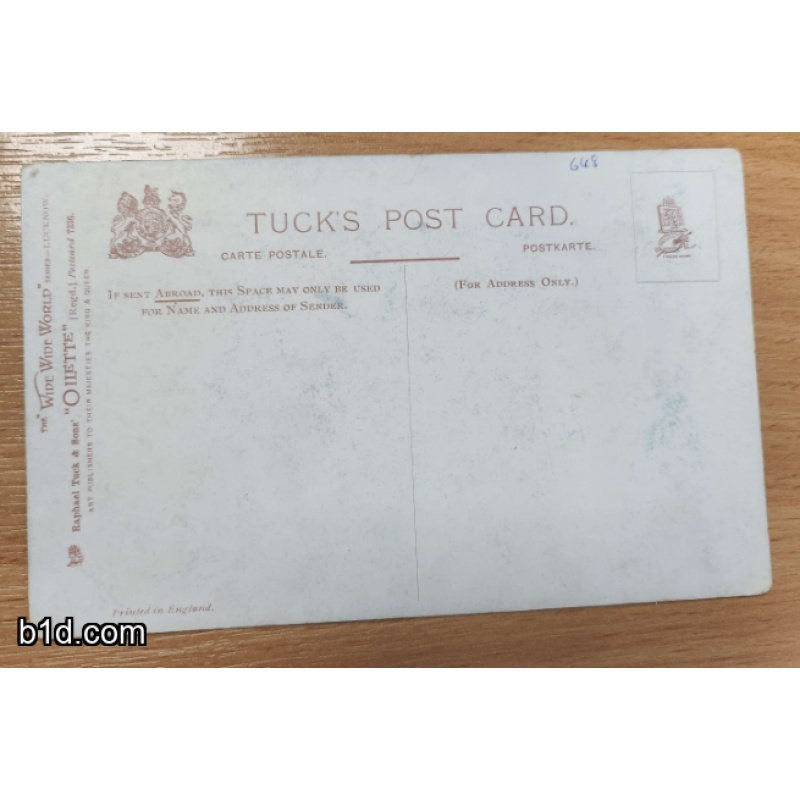 THE "WIDE WIDE WORLD" SERIES—LUCKNOW.
Raphael Tuck & Sons' "OILETTE" [Regd.] Postcard 7236.
ART PUBLISHERS TO THEIR MAJESTIES THE KING & QUEEN.
648
TUCK'S POST CARD.
CARTE POSTALE.
POSTKARTE.
IF SENT ABROAD, THIS SPACE MAY ONLY BE USED
FOR NAME AND ADDRESS OF SENDER.
(FOR ADDRESS ONLY.)
Printed in England.
b1d.com